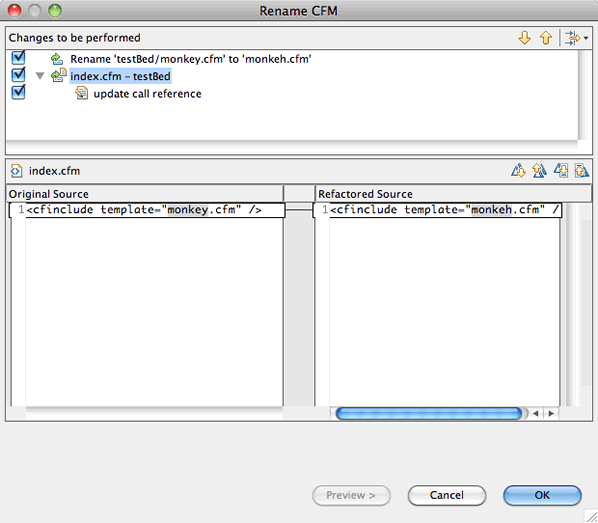 Rename CFM
Changes to be performed
Rename 'testBed/monkey.cfm' to 'monkeh.cfm'
index.cfm - testBed
update call reference
index.cfm
Original Source
Refactored Source
1 <cfinclude template="monkey.cfm" />
1 <cfinclude template="monkeh.cfm" /
Preview >
Cancel
OK